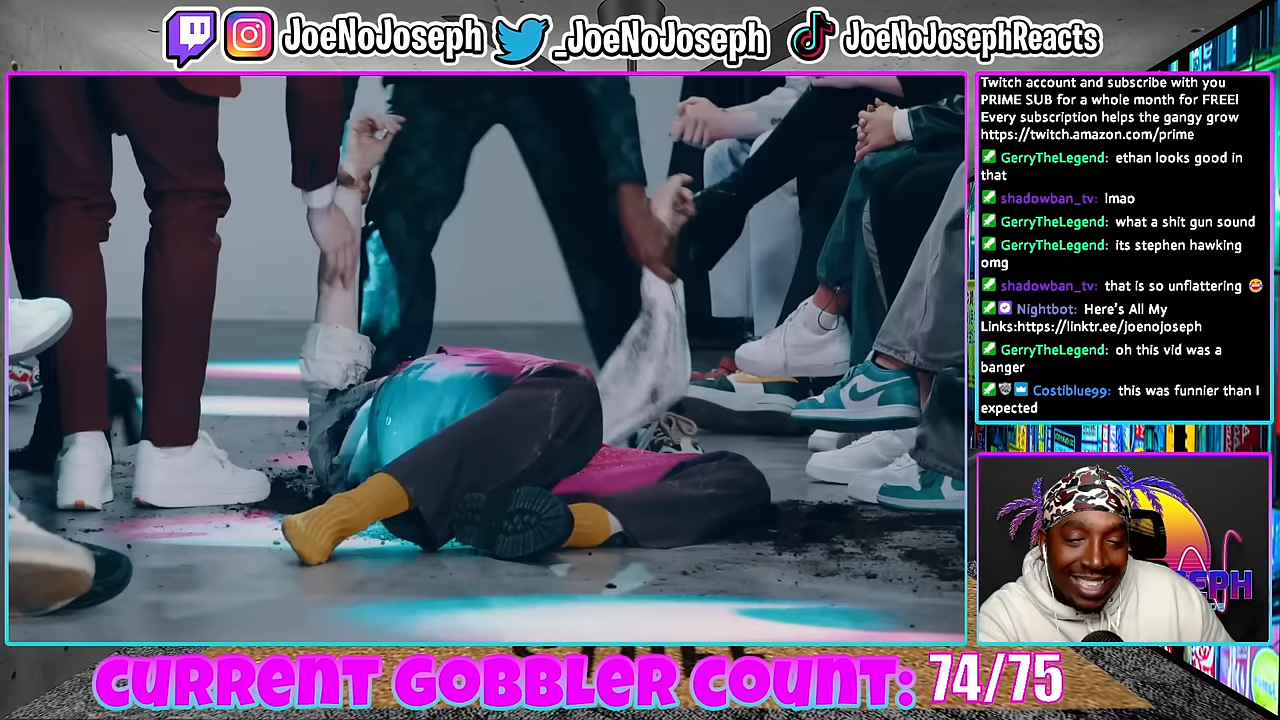 JoeNoJoseph
_JoeNoJoseph
JoeNoJosephReacts
Twitch account and subscribe with you
PRIME SUB for a whole month for FREE!
Every subscription helps the gangy grow
https://twitch.amazon.com/prime
GerryTheLegend: ethan looks good in
that
shadowban_tv: lmao
GerryTheLegend: what a shit gun sound
GerryTheLegend: its stephen hawking
omg
shadowban_tv: that is so unflattering 😂
Nightbot: Here's All My
Links:https://linktr.ee/joenojoseph
GerryTheLegend: oh this vid was a
banger
Costiblue99: this was funnier than I
expected
CURRENT GOBBLER COUNT: 74/75